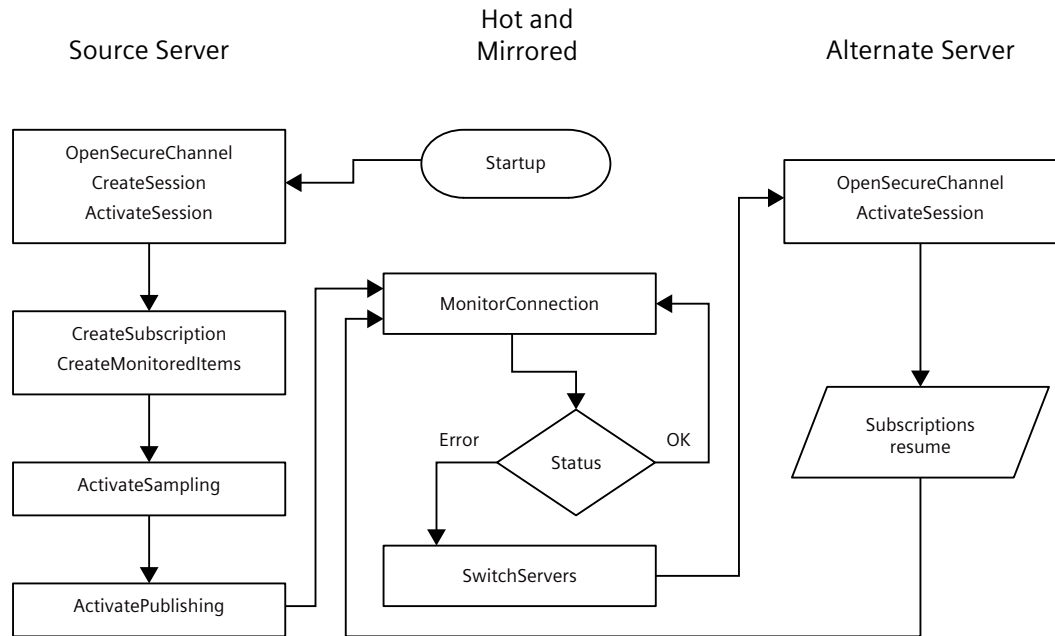 Source Server
Hot and
Mirrored
Alternate Server
OpenSecureChannel
CreateSession
ActivateSession
Startup
OpenSecureChannel
ActivateSession
MonitorConnection
CreateSubscription
CreateMonitoredItems
Error
OK
Status
Subscriptions
resume
ActivateSampling
SwitchServers
ActivatePublishing